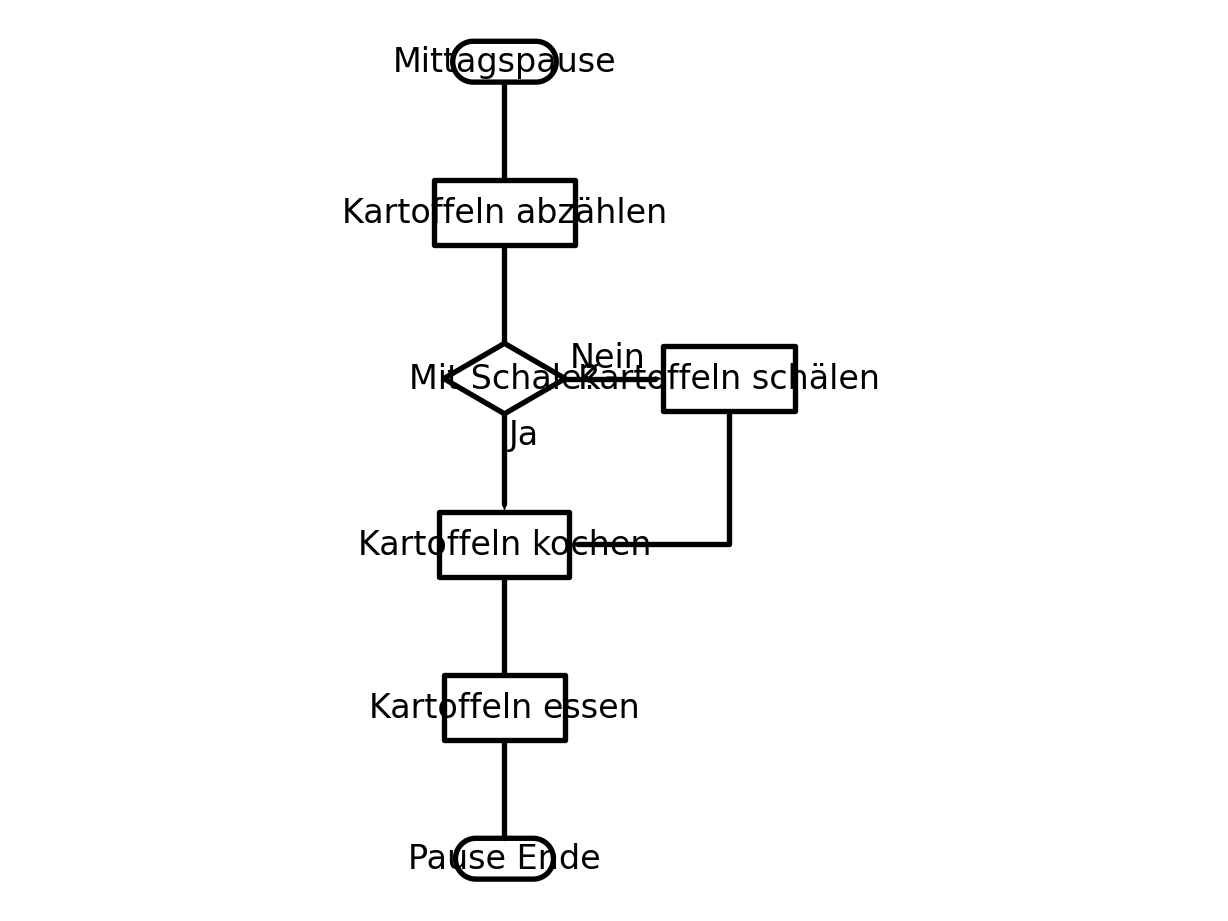 Mittagspause
Kartoffeln abzählen
Nein
Mit Schale?
Kartoffeln schälen
Ja
Kartoffeln kochen
Kartoffeln essen
Pause Ende